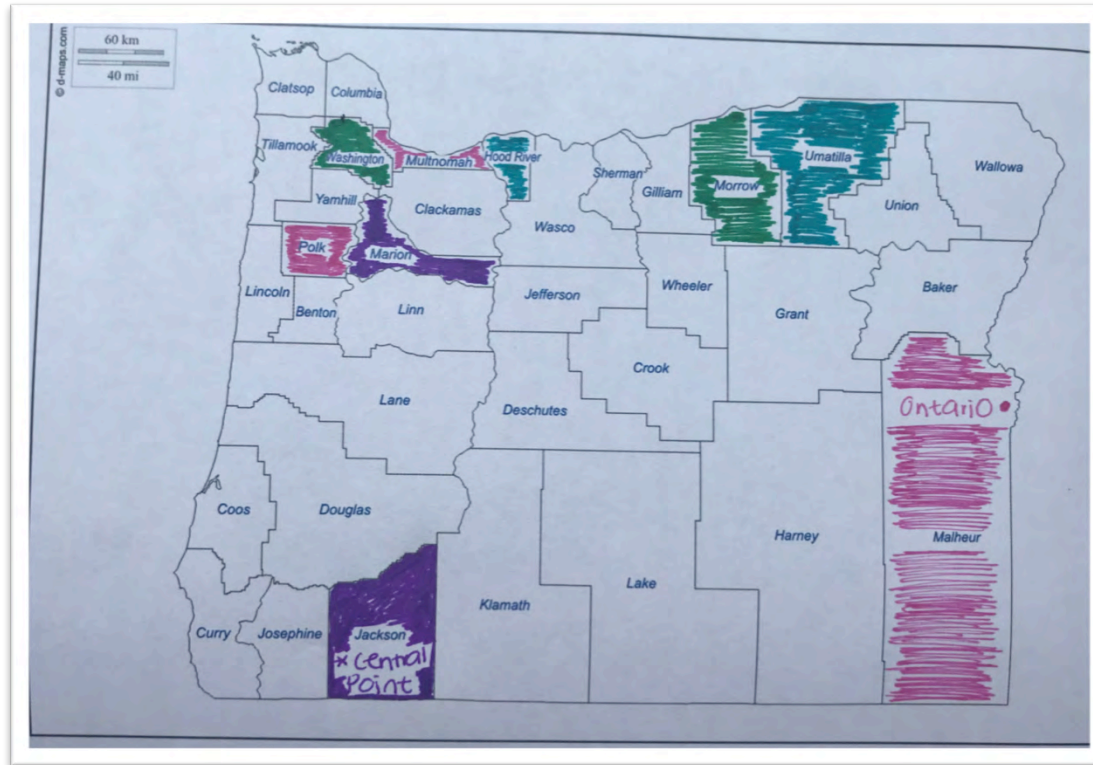 60 km
40 mi
© d-maps.com
Clatsop
Columbia
Tillamook
Washington
Multnomah
Hood River
Yamhill
Clackamas
Wasco
Sherman
Gilliam
Morrow
Umatilla
Union
Wallowa
Polk
Marion
Lincoln
Benton
Linn
Jefferson
Wheeler
Grant
Baker
Crook
Lane
Deschutes
Ontario
Coos
Douglas
Harney
Malheur
Klamath
Lake
Curry
Josephine
Jackson
* Central
Point